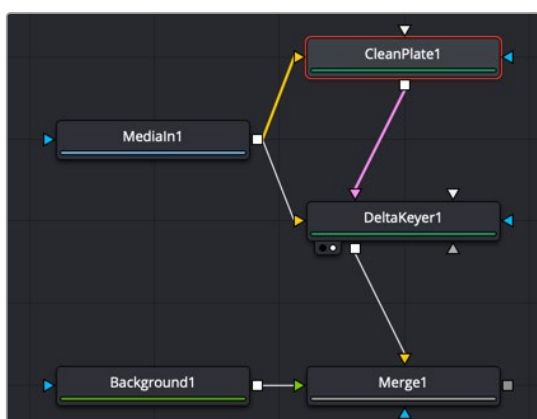 CleanPlate1
MediaIn1
DeltaKeyer1
Background1
Merge1